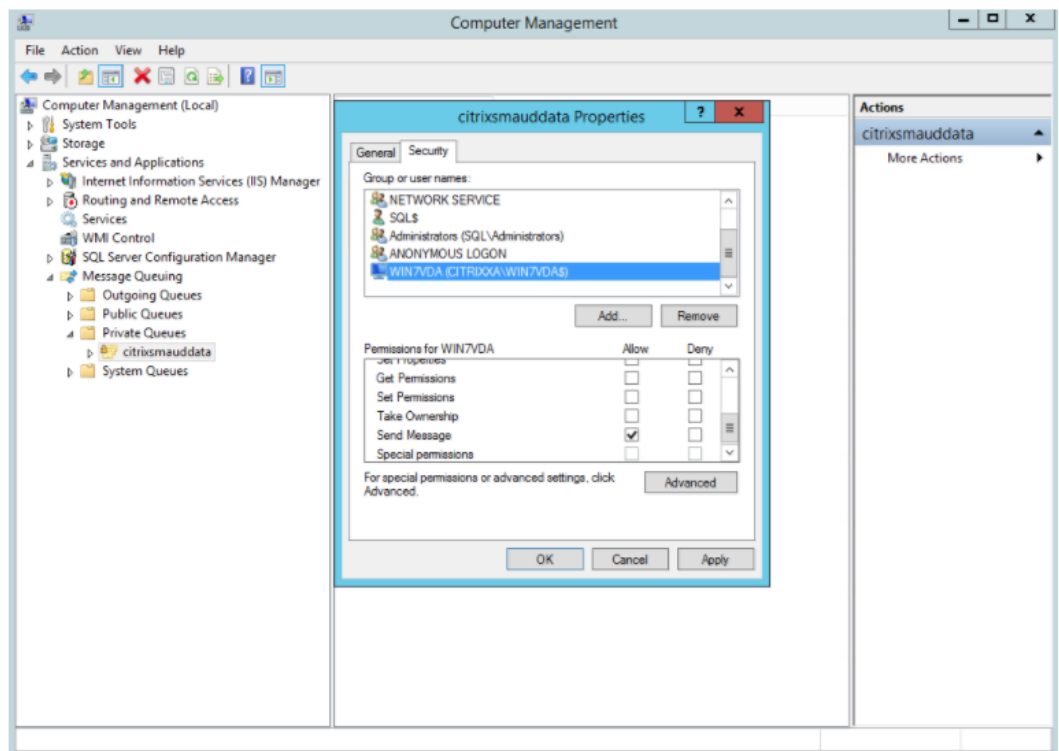 Computer Management
File Action View Help
Computer Management (Local)
System Tools
Storage
Services and Applications
Internet Information Services (IIS) Manager
Routing and Remote Access
Services
WMI Control
SQL Server Configuration Manager
Message Queuing
Outgoing Queues
Public Queues
Private Queues
citrixsmauddata
System Queues
citrixsmauddata Properties
? x
General Security
Group or user names:
NETWORK SERVICE
SQL$
Administrators (SQL\Administrators)
ANONYMOUS LOGON
WIN7VDA (CITRIXXA\WIN7VDA$)
Add... Remove
Permissions for WIN7VDA Allow Deny
Set Properties
Get Permissions
Set Permissions
Take Ownership
Send Message
Special permissions
For special permissions or advanced settings, click
Advanced.
Advanced
OK Cancel Apply
Actions
citrixsmauddata
More Actions